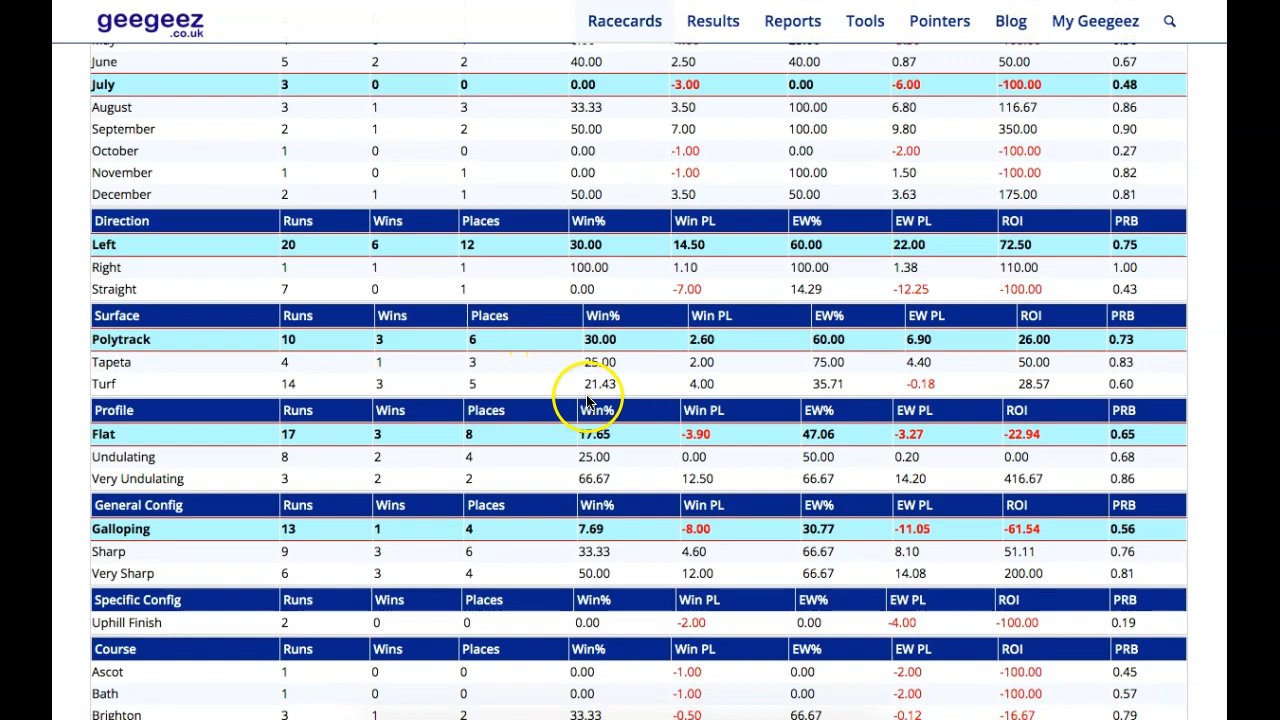 geegeez
.co.uk
Racecards Results Reports Tools Pointers Blog My Geegeez
June 5 2 2 40.00 2.50 40.00 0.87 50.00 0.67
July 3 0 0 0.00 -3.00 0.00 -6.00 -100.00 0.48
August 3 1 3 33.33 3.50 100.00 6.80 116.67 0.86
September 2 1 2 50.00 7.00 100.00 9.80 350.00 0.90
October 1 0 0 0.00 -1.00 0.00 -2.00 -100.00 0.27
November 1 0 1 0.00 -1.00 100.00 1.50 -100.00 0.82
December 2 1 1 50.00 3.50 50.00 3.63 175.00 0.81
Direction Runs Wins Places Win% Win PL EW% EW PL ROI PRB
Left 20 6 12 30.00 14.50 60.00 22.00 72.50 0.75
Right 1 1 1 100.00 1.10 100.00 1.38 110.00 1.00
Straight 7 0 1 0.00 -7.00 14.29 -12.25 -100.00 0.43
Surface Runs Wins Places Win% Win PL EW% EW PL ROI PRB
Polytrack 10 3 6 30.00 2.60 60.00 6.90 26.00 0.73
Tapeta 4 1 3 25.00 2.00 75.00 4.40 50.00 0.83
Turf 14 3 5 21.43 4.00 35.71 -0.18 28.57 0.60
Profile Runs Wins Places Win% Win PL EW% EW PL ROI PRB
Flat 17 3 8 17.65 -3.90 47.06 -3.27 -22.94 0.65
Undulating 8 2 4 25.00 0.00 50.00 0.20 0.00 0.68
Very Undulating 3 2 2 66.67 12.50 66.67 14.20 416.67 0.86
General Config Runs Wins Places Win% Win PL EW% EW PL ROI PRB
Galloping 13 1 4 7.69 -8.00 30.77 -11.05 -61.54 0.56
Sharp 9 3 6 33.33 4.60 66.67 8.10 51.11 0.76
Very Sharp 6 3 4 50.00 12.00 66.67 14.08 200.00 0.81
Specific Config Runs Wins Places Win% Win PL EW% EW PL ROI PRB
Uphill Finish 2 0 0 0.00 -2.00 0.00 -4.00 -100.00 0.19
Course Runs Wins Places Win% Win PL EW% EW PL ROI PRB
Ascot 1 0 0 0.00 -1.00 0.00 -2.00 -100.00 0.45
Bath 1 0 0 0.00 -1.00 0.00 -2.00 -100.00 0.57
Brighton 3 1 2 33.33 -0.50 66.67 -0.12 -16.67 0.79